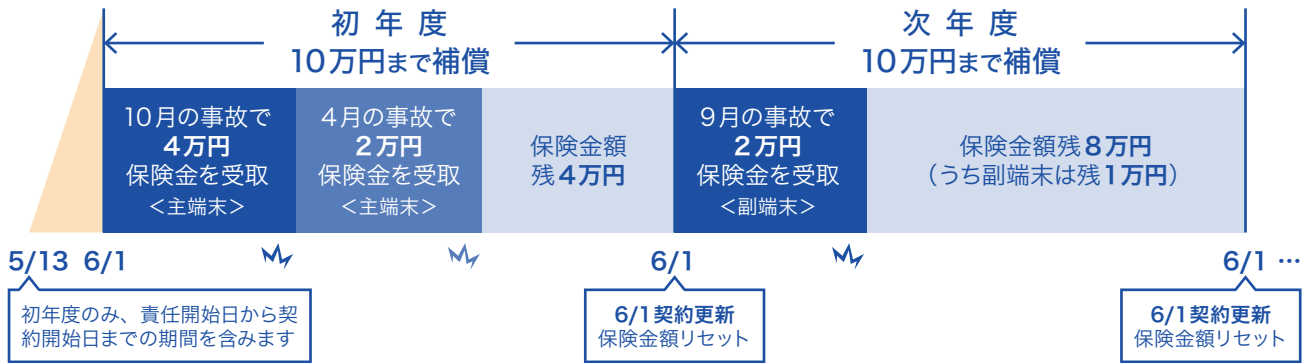 初年度
10万円まで補償
次年度
10万円まで補償
10月の事故で
4万円
保険金を受取
＜主端末＞
4月の事故で
2万円
保険金を受取
＜主端末＞
保険金額
残4万円
9月の事故で
2万円
保険金を受取
＜副端末＞
保険金額残8万円
（うち副端末は残1万円）
5/13 6/1
6/1
6/1 …
初年度のみ、責任開始日から契
約開始日までの期間を含みます
6/1契約更新
保険金額リセット
6/1契約更新
保険金額リセット